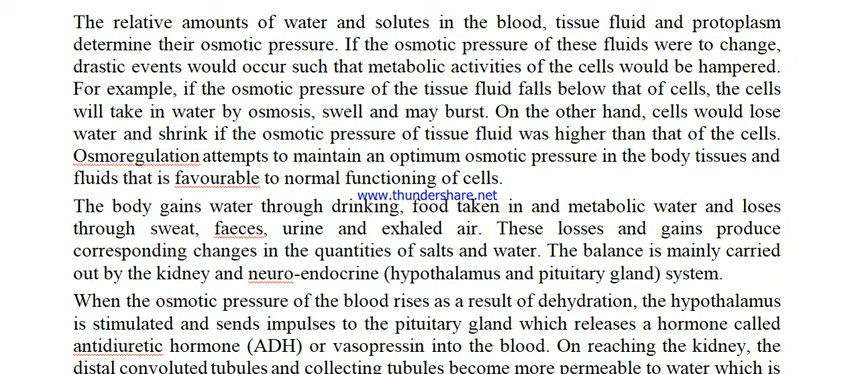 The relative amounts of water and solutes in the blood, tissue fluid and protoplasm
determine their osmotic pressure. If the osmotic pressure of these fluids were to change,
drastic events would occur such that metabolic activities of the cells would be hampered.
For example, if the osmotic pressure of the tissue fluid falls below that of cells, the cells
will take in water by osmosis, swell and may burst. On the other hand, cells would lose
water and shrink if the osmotic pressure of tissue fluid was higher than that of the cells.
Osmoregulation attempts to maintain an optimum osmotic pressure in the body tissues and
fluids that is favourable to normal functioning of cells.
www.thundershare.net
The body gains water through drinking, food taken in and metabolic water and loses
through sweat, faeces, urine and exhaled air. These losses and gains produce
corresponding changes in the quantities of salts and water. The balance is mainly carried
out by the kidney and neuro-endocrine (hypothalamus and pituitary gland) system.
When the osmotic pressure of the blood rises as a result of dehydration, the hypothalamus
is stimulated and sends impulses to the pituitary gland which releases a hormone called
antidiuretic hormone (ADH) or vasopressin into the blood. On reaching the kidney, the
distal convoluted tubules and collecting tubules become more permeable to water which is